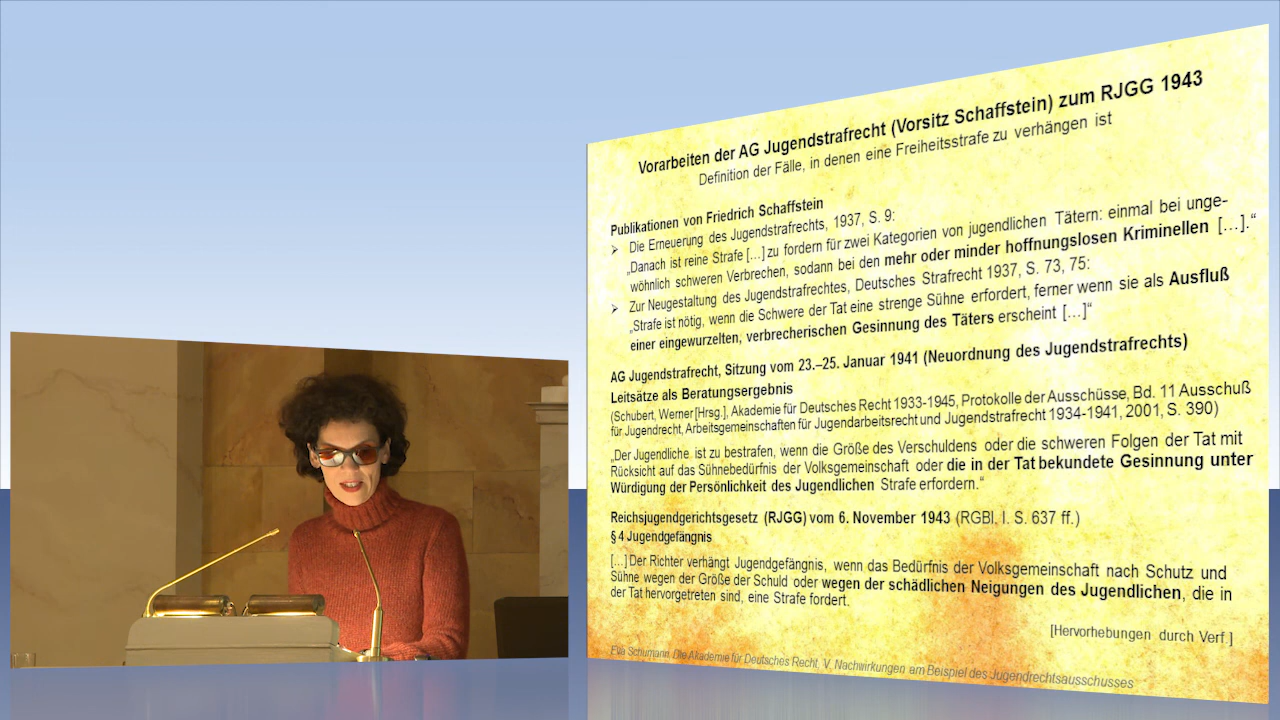 Vorarbeiten der AG Jugendstrafrecht (Vorsitz Schaffstein) zum RJGG 1943
Definition der Fälle, in denen eine Freiheitsstrafe zu verhängen ist
Publikationen von Friedrich Schaffstein
➢ Die Erneuerung des Jugendstrafrechts, 1937, S. 9:
„Danach ist reine Strafe […] zu fordern für zwei Kategorien von jugendlichen Tätern: einmal bei unge-
wöhnlich schweren Verbrechen, sodann bei den mehr oder minder hoffnungslosen Kriminellen […].“
➢ Zur Neugestaltung des Jugendstrafrechtes, Deutsches Strafrecht 1937, S. 73, 75:
„Strafe ist nötig, wenn die Schwere der Tat eine strenge Sühne erfordert, ferner wenn sie als Ausfluß
einer eingewurzelten, verbrecherischen Gesinnung des Täters erscheint […]“
AG Jugendstrafrecht, Sitzung vom 23.–25. Januar 1941 (Neuordnung des Jugendstrafrechts)
Leitsätze als Beratungsergebnis
(Schubert, Werner [Hrsg.], Akademie für Deutsches Recht 1933-1945, Protokolle der Ausschüsse, Bd. 11 Ausschuß
für Jugendrecht, Arbeitsgemeinschaften für Jugendarbeitsrecht und Jugendstrafrecht 1934-1941, 2001, S. 390)
„Der Jugendliche ist zu bestrafen, wenn die Größe des Verschuldens oder die schweren Folgen der Tat mit
Rücksicht auf das Sühnebedürfnis der Volksgemeinschaft oder die in der Tat bekundete Gesinnung unter
Würdigung der Persönlichkeit des Jugendlichen Strafe erfordern.“
Reichsjugendgerichtsgesetz (RJGG) vom 6. November 1943 (RGBl. I. S. 637 ff.)
§ 4 Jugendgefängnis
[…] Der Richter verhängt Jugendgefängnis, wenn das Bedürfnis der Volksgemeinschaft nach Schutz und
Sühne wegen der Größe der Schuld oder wegen der schädlichen Neigungen des Jugendlichen, die in
der Tat hervorgetreten sind, eine Strafe fordert.
[Hervorhebungen durch Verf.]
Eva Schumann, Die Akademie für Deutsches Recht, V. Nachwirkungen am Beispiel des Jugendrechtsausschusses